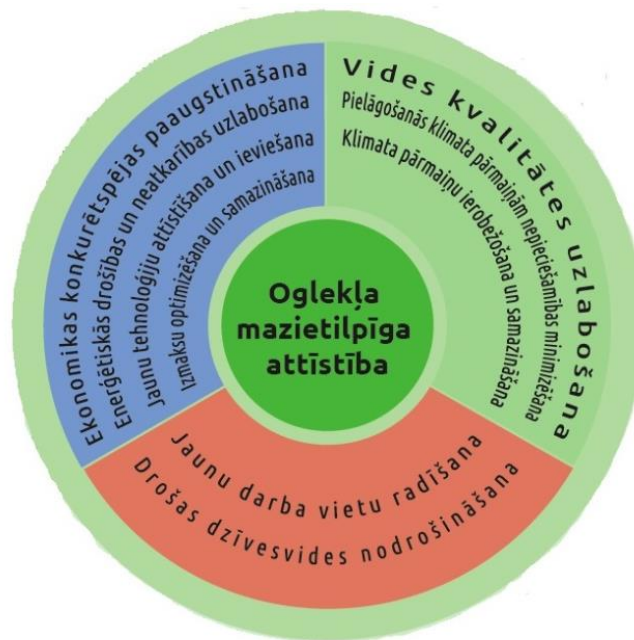 Ekonomikas konkurētspējas paaugstināšana
Enerģētiskās drošības un neatkarības uzlabošana
Jaunu tehnoloģiju attīstīšana un ieviešana
Izmaksu optimizēšana un samazināšana
Vides kvalitātes uzlabošana
Pielāgošanās klimata pārmaiņām nepieciešamības minimizēšana
Klimata pārmaiņu ierobežošana un samazināšana
Oglekļa
mazietilpīga
attīstība
Jaunu darba vietu radīšana
Drošas dzīvesvides nodrošināšana